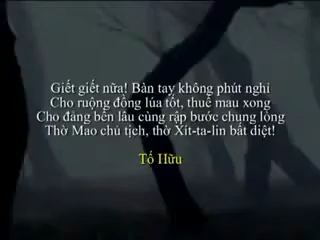 Giết giết nữa! Bàn tay không phút nghỉ
Cho ruộng đồng lúa tốt, thuế mau xong
Cho đảng bền lâu cùng rập bước chung lòng
Thờ Mao chủ tịch, thờ Xít-ta-lin bất diệt!
Tố Hữu